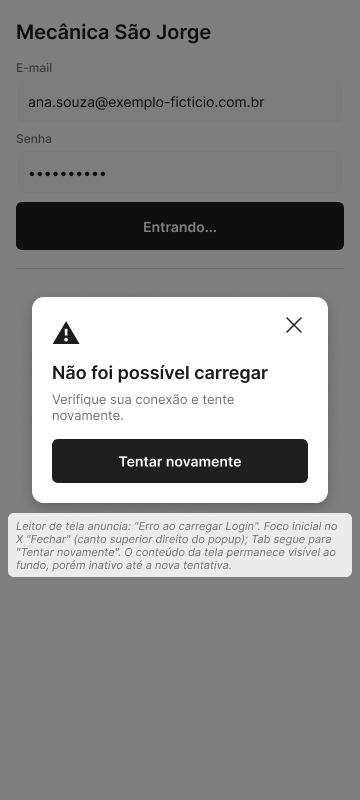 Mecânica São Jorge
E-mail
ana.souza@exemplo-ficticio.com.br
Senha
••••••••••
Entrando...
Não foi possível carregar
Verifique sua conexão e tente
novamente.
Tentar novamente
Leitor de tela anuncia: "Erro ao carregar Login". Foco inicial no
X "Fechar" (canto superior direito do popup); Tab segue para
"Tentar novamente". O conteúdo da tela permanece visível ao
fundo, porém inativo até a nova tentativa.